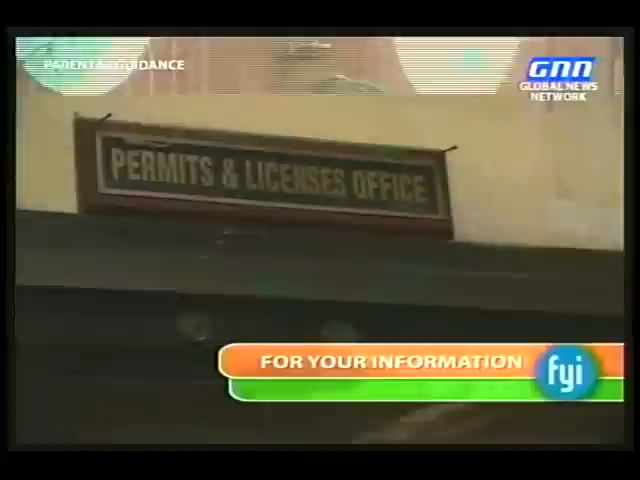 PARENTAL GUIDANCE
GNN
GLOBAL NEWS
NETWORK
PERMITS & LICENSES OFFICE
FOR YOUR INFORMATION
fyi